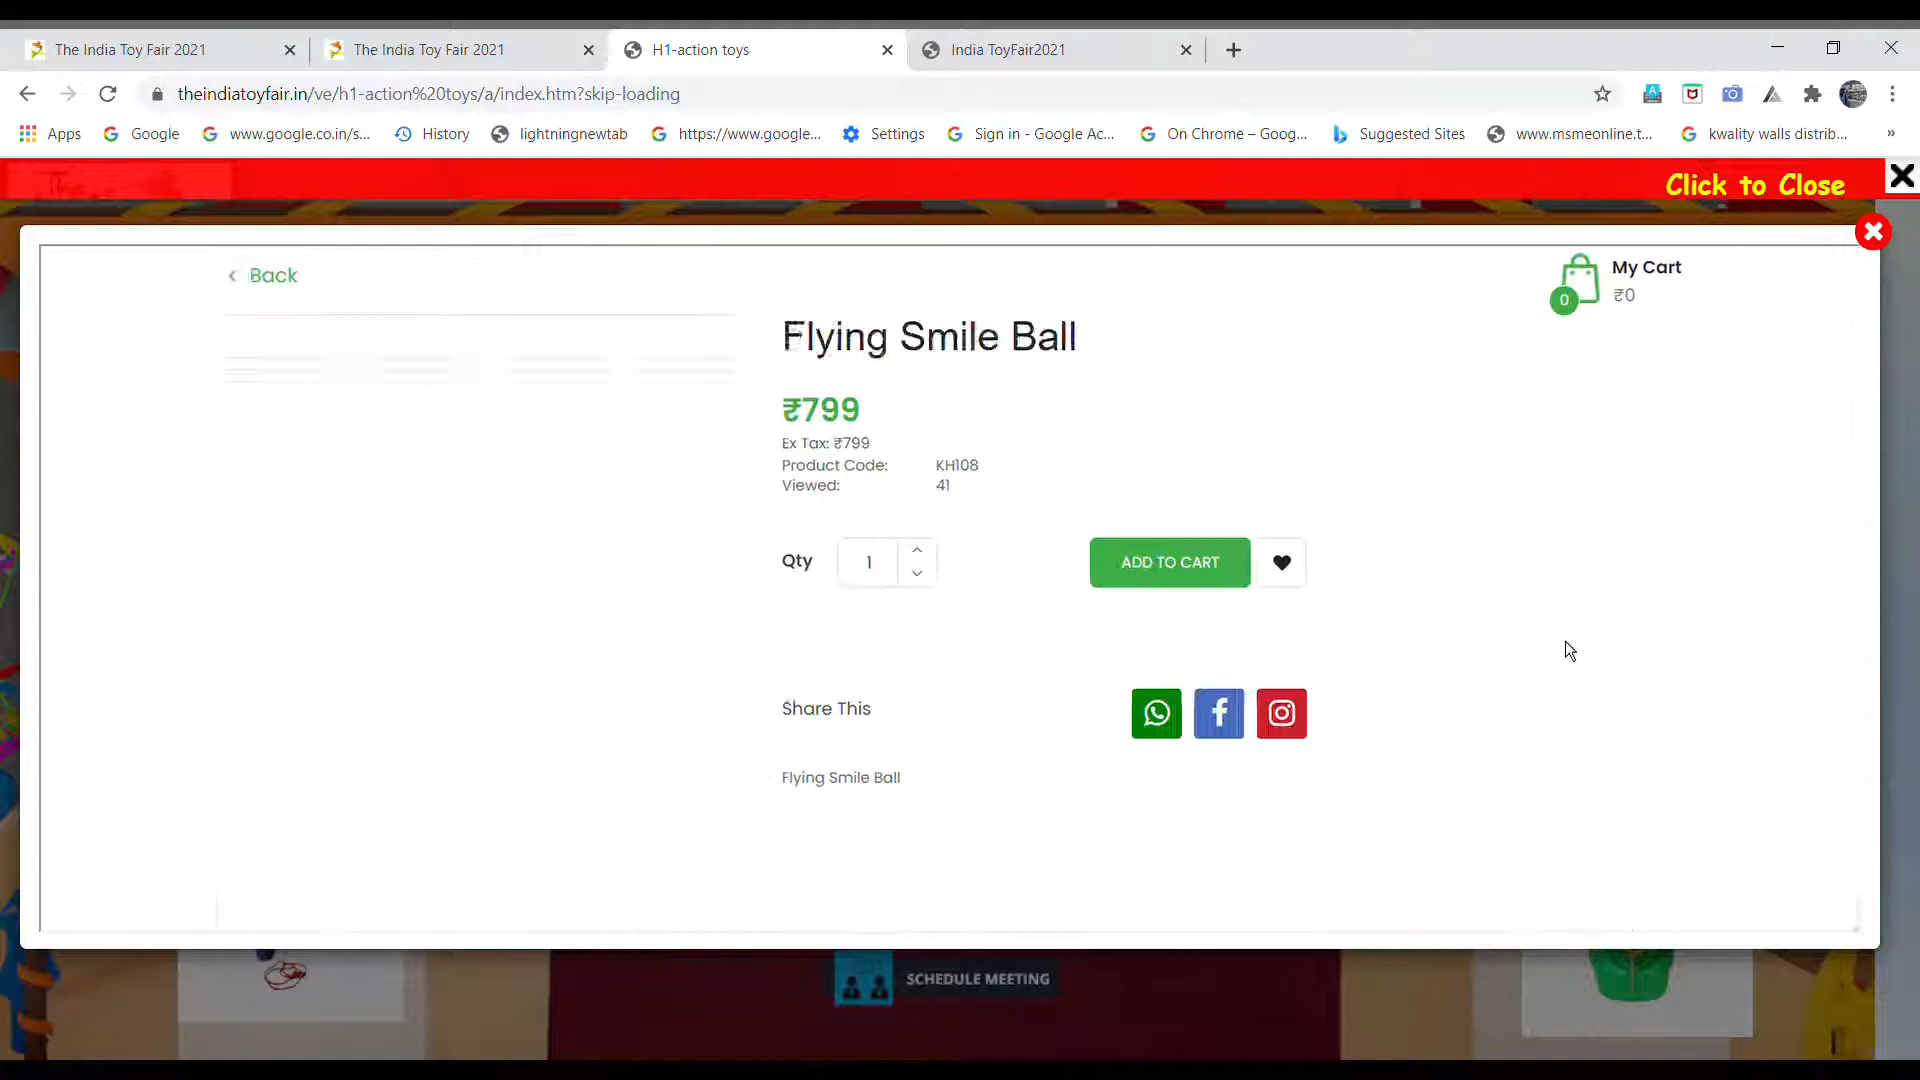 The India Toy Fair 2021
The India Toy Fair 2021
H1-action toys
India ToyFair2021
theindiatoyfair.in/ve/h1-action%20toys/a/index.htm?skip-loading
Apps
Google
www.google.co.in/s...
History
lightningnewtab
https://www.google...
Settings
Sign in - Google Ac...
On Chrome – Goog...
Suggested Sites
www.msmeonline.t...
kwality walls distrib...
»
The
Click to Close
Back
My Cart
0
₹0
Flying Smile Ball
₹799
Ex Tax: ₹799
Product Code: KH108
Viewed: 41
Qty 1
ADD TO CART
Share This
Flying Smile Ball
SCHEDULE MEETING